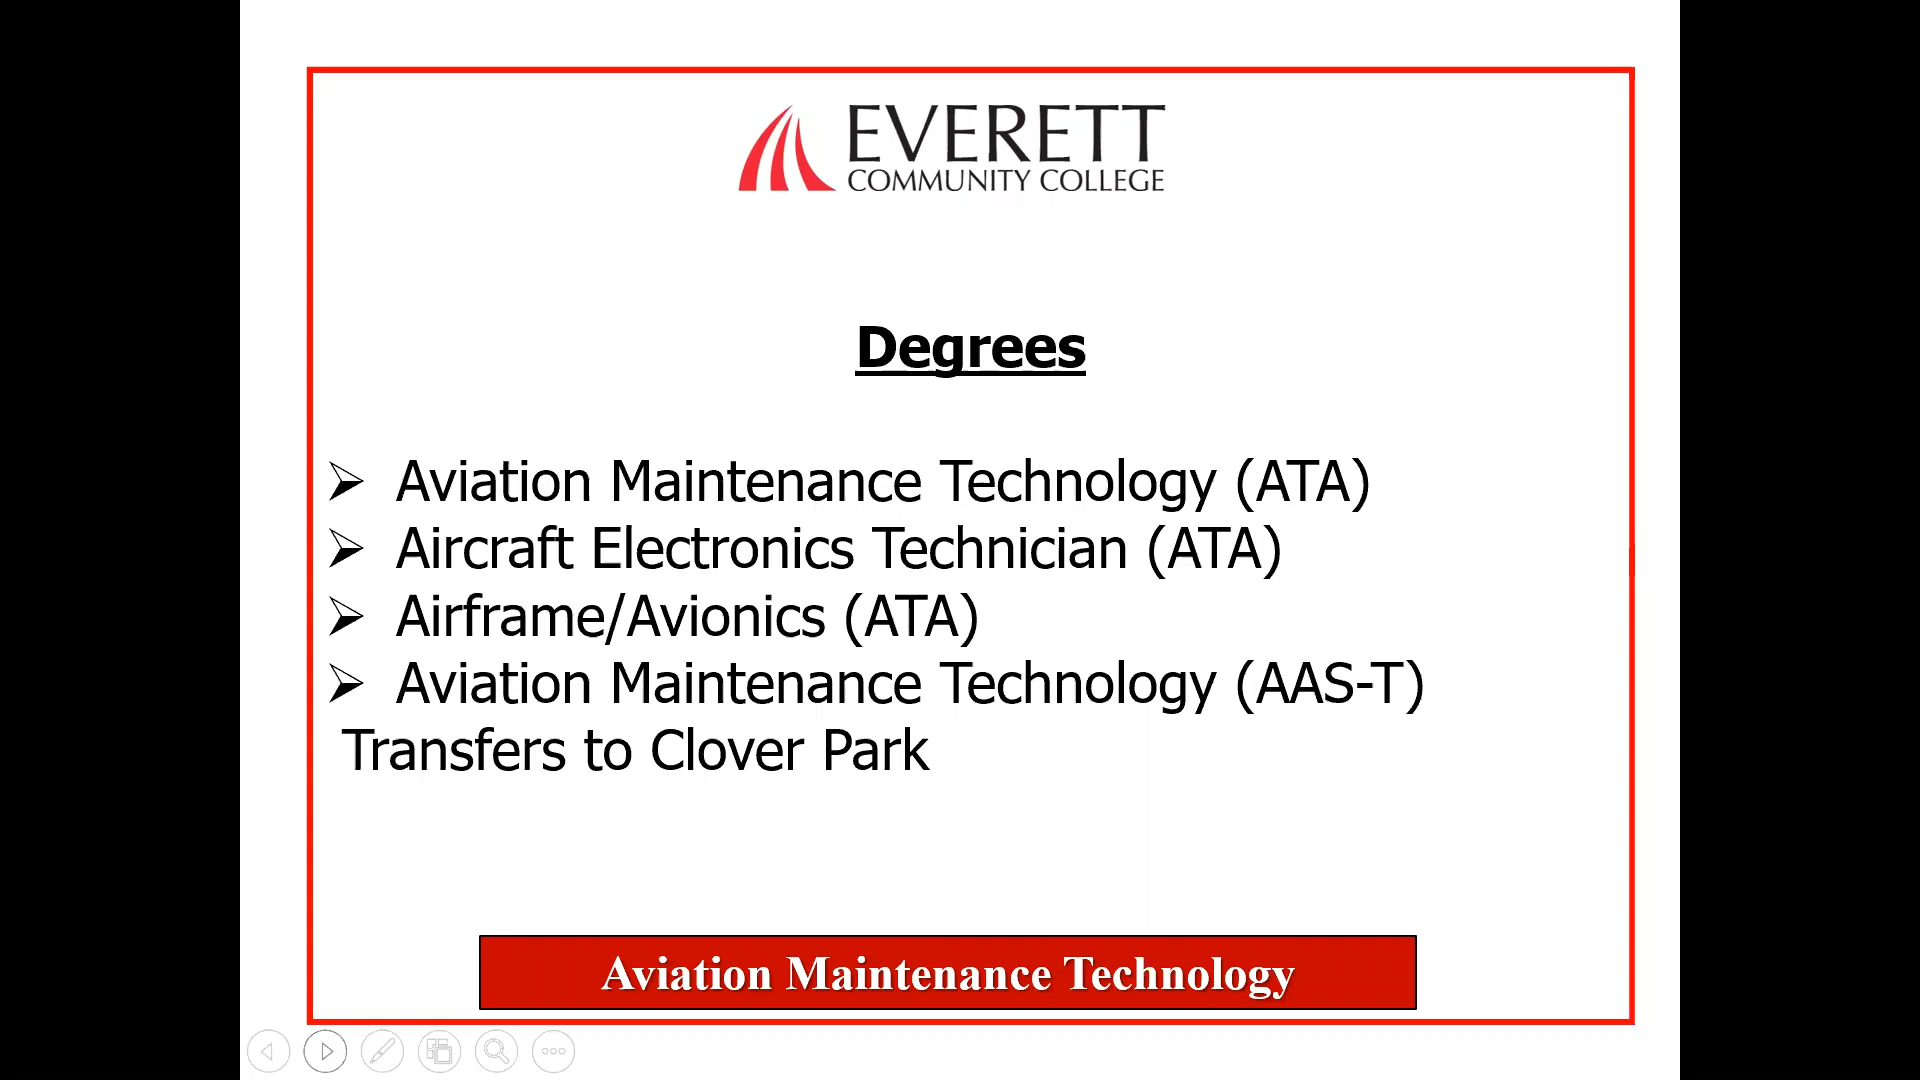 EVERETT
COMMUNITY COLLEGE
Degrees
➢ Aviation Maintenance Technology (ATA)
➢ Aircraft Electronics Technician (ATA)
➢ Airframe/Avionics (ATA)
➢ Aviation Maintenance Technology (AAS-T)
Transfers to Clover Park
Aviation Maintenance Technology